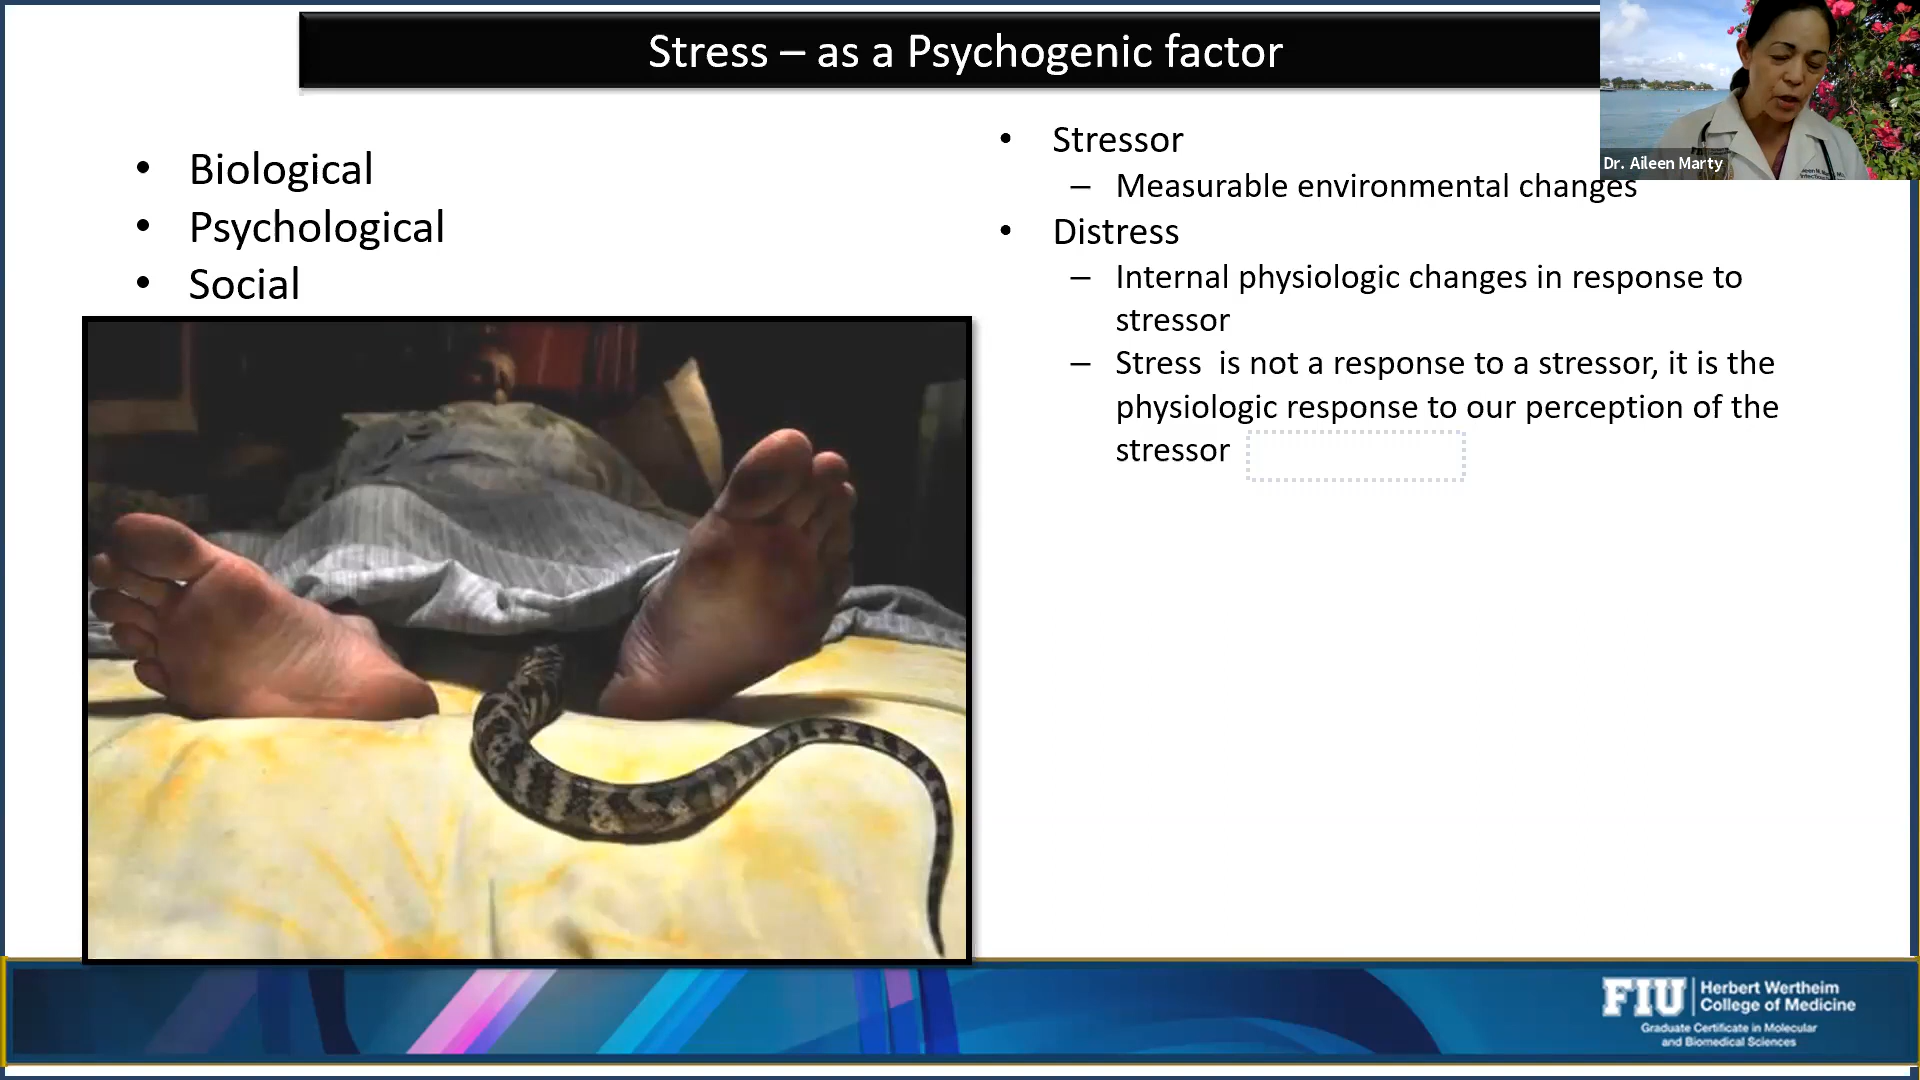 Stress – as a Psychogenic factor
• Biological
• Psychological
• Social
• Stressor
– Measurable environmental changes
• Distress
– Internal physiologic changes in response to
stressor
– Stress is not a response to a stressor, it is the
physiologic response to our perception of the
stressor
Dr. Aileen Marty
FIU
Herbert Wertheim
College of Medicine
Graduate Certificate in Molecular
and Biomedical Sciences